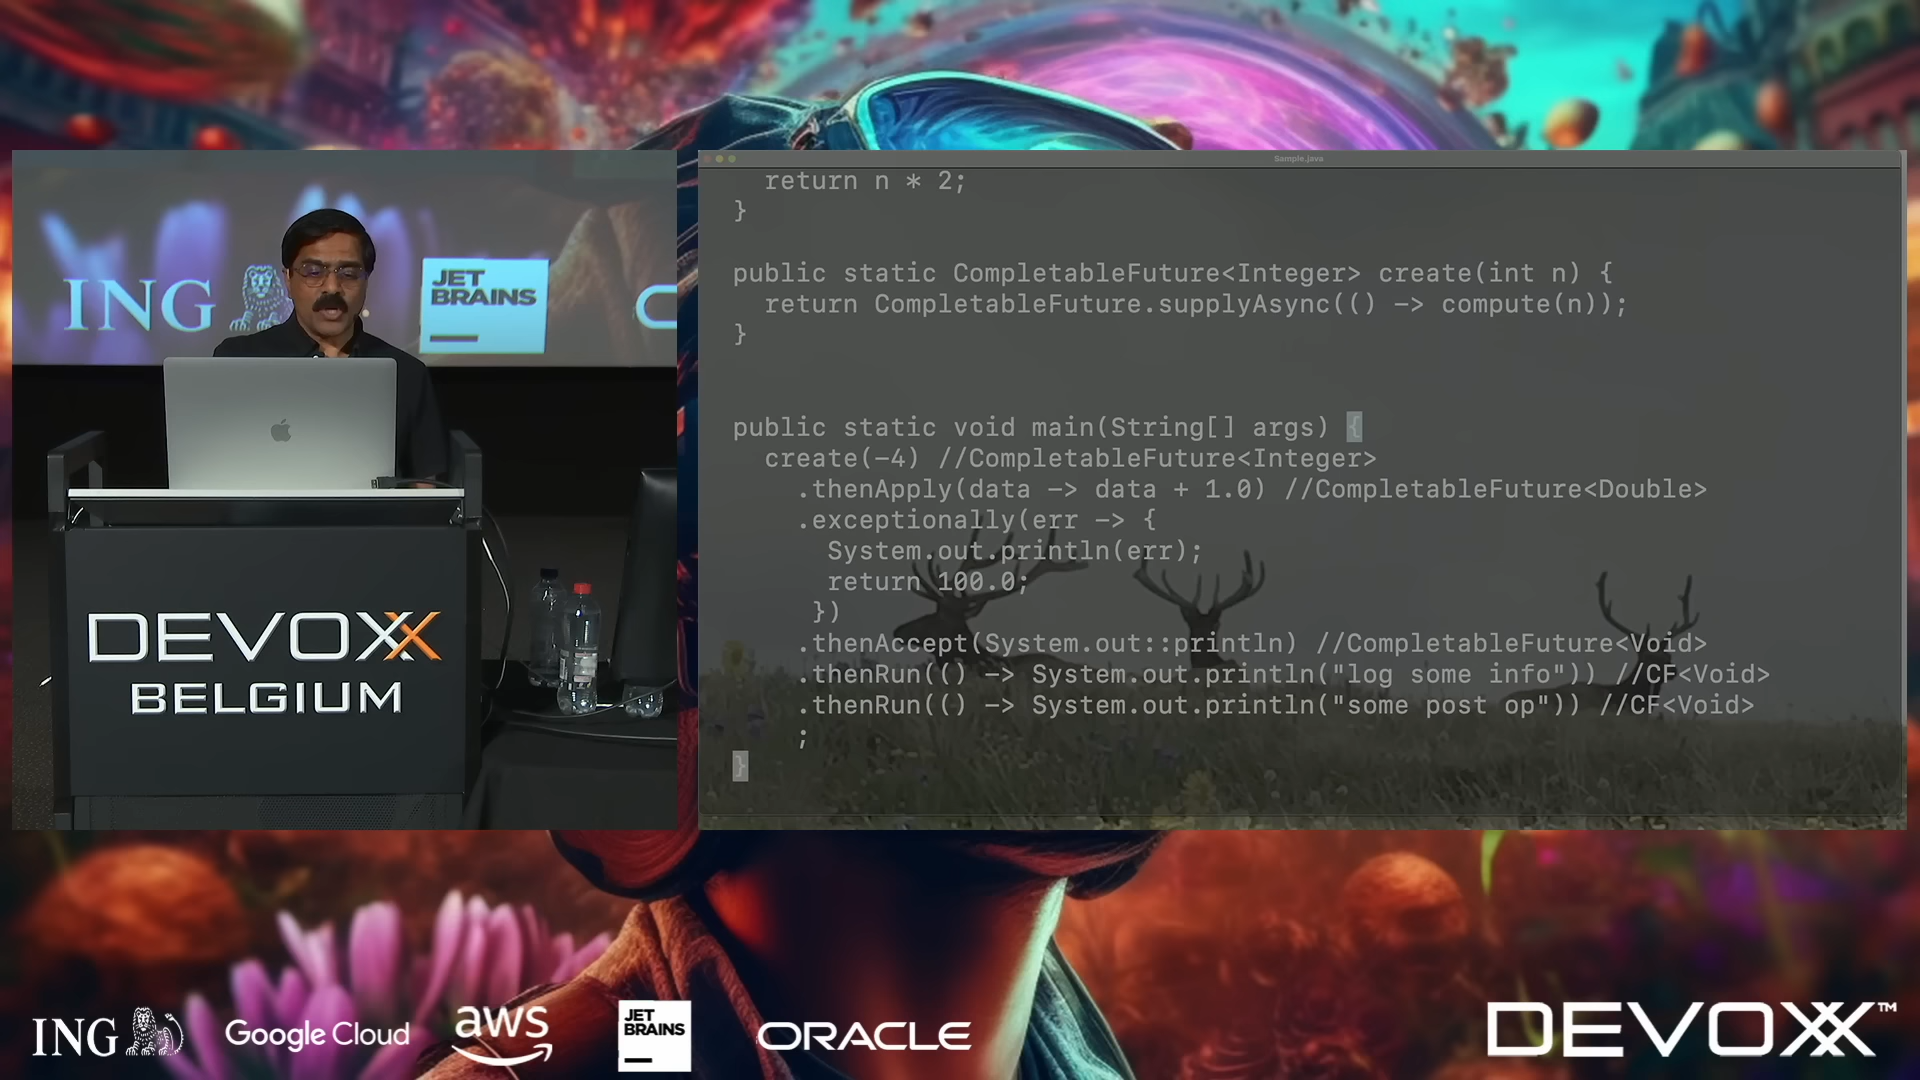 ING
JET
BRAINS
DEVOXX
BELGIUM
Sample.java
return n * 2;
}
public static CompletableFuture<Integer> create(int n) {
return CompletableFuture.supplyAsync(() -> compute(n));
}
public static void main(String[] args) {
create(-4) //CompletableFuture<Integer>
.thenApply(data -> data + 1.0) //CompletableFuture<Double>
.exceptionally(err -> {
System.out.println(err);
return 100.0;
})
.thenAccept(System.out::println) //CompletableFuture<Void>
.thenRun(() -> System.out.println("log some info")) //CF<Void>
.thenRun(() -> System.out.println("some post op")) //CF<Void>
;
}
ING
Google Cloud
aws
JET
BRAINS
ORACLE
DEVOXX™